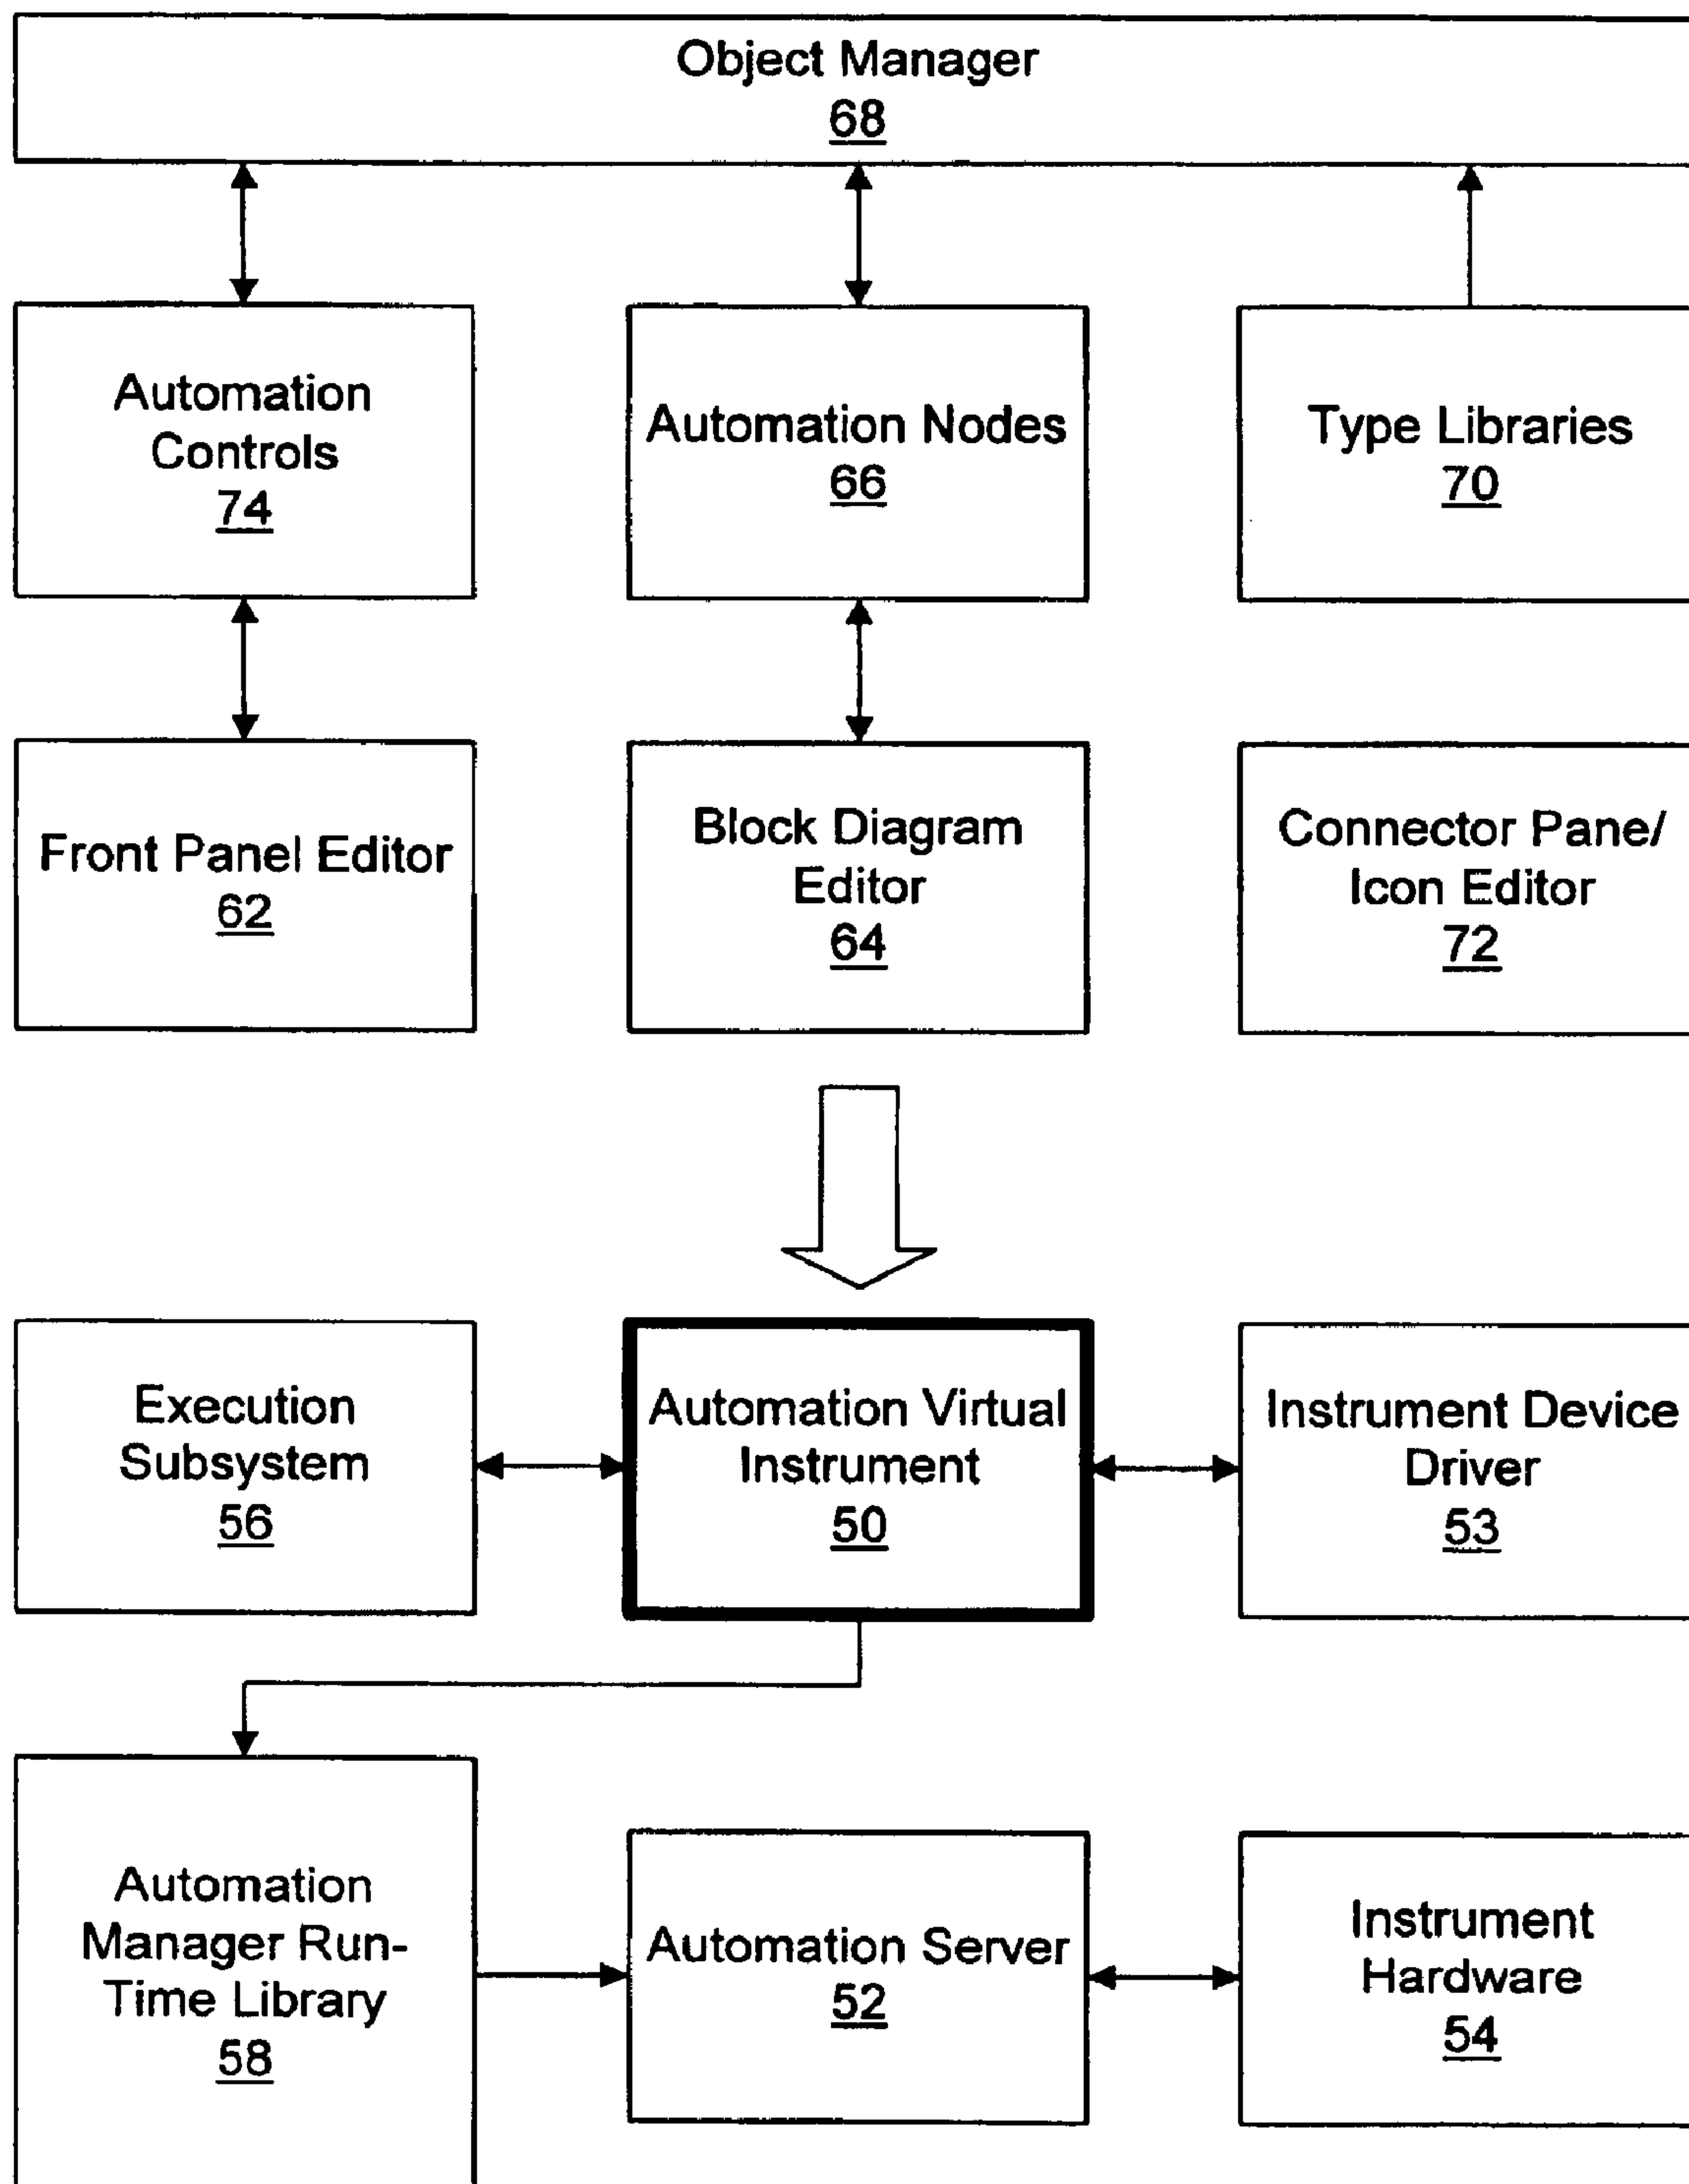 Object Manager
68
Automation
Controls
74
Automation Nodes
66
Type Libraries
70
Front Panel Editor
62
Block Diagram
Editor
64
Connector Pane/
Icon Editor
72
Execution
Subsystem
56
Automation Virtual
Instrument
50
Instrument Device
Driver
53
Automation
Manager Run-
Time Library
58
Automation Server
52
Instrument
Hardware
54